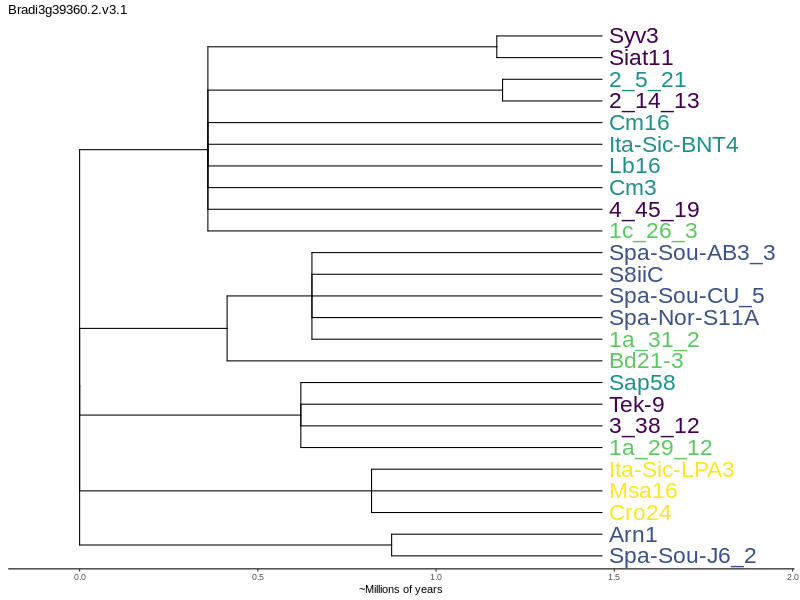 Bradi3g39360.2.v3.1
Syv3
Siat11
2_5_21
2_14_13
Cm16
Ita-Sic-BNT4
Lb16
Cm3
4_45_19
1c_26_3
Spa-Sou-AB3_3
S8iiC
Spa-Sou-CU_5
Spa-Nor-S11A
1a_31_2
Bd21-3
Sap58
Tek-9
3_38_12
1a_29_12
Ita-Sic-LPA3
Msa16
Cro24
Arn1
Spa-Sou-J6_2
0.0 0.5 1.0 1.5 2.0
~Millions of years